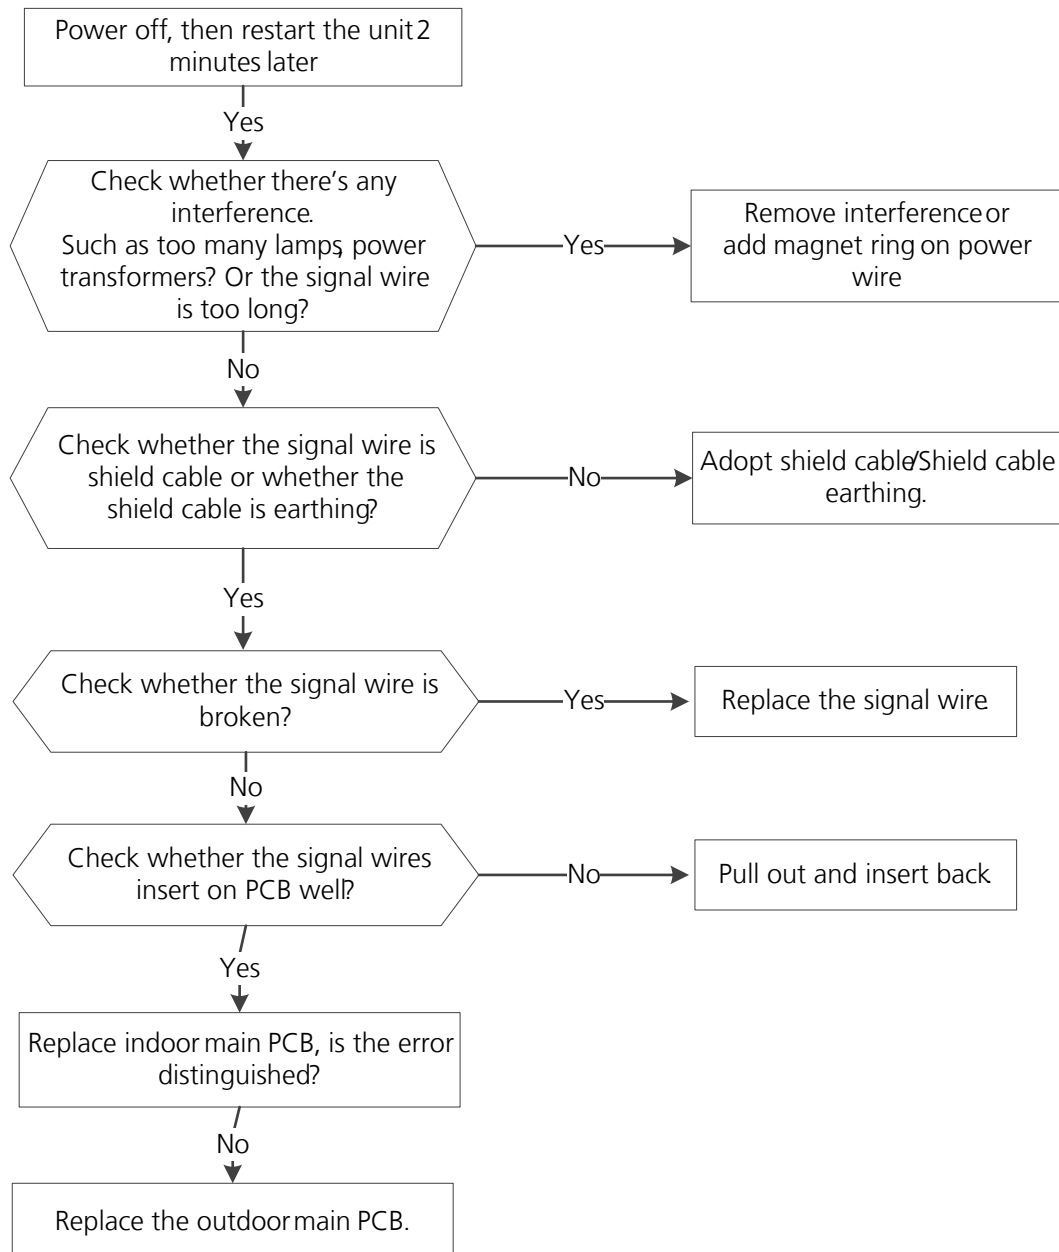 Power off, then restart the unit 2
minutes later
Yes
Check whether there's any
interference.
Such as too many lamps, power
transformers? Or the signal wire
is too long?
Yes
Remove interference or
add magnet ring on power
wire
No
Check whether the signal wire is
shield cable or whether the
shield cable is earthing?
No
Adopt shield cable/Shield cable
earthing.
Yes
Check whether the signal wire is
broken?
Yes
Replace the signal wire.
No
Check whether the signal wires
insert on PCB well?
No
Pull out and insert back.
Yes
Replace indoor main PCB, is the error
distinguished?
No
Replace the outdoor main PCB.